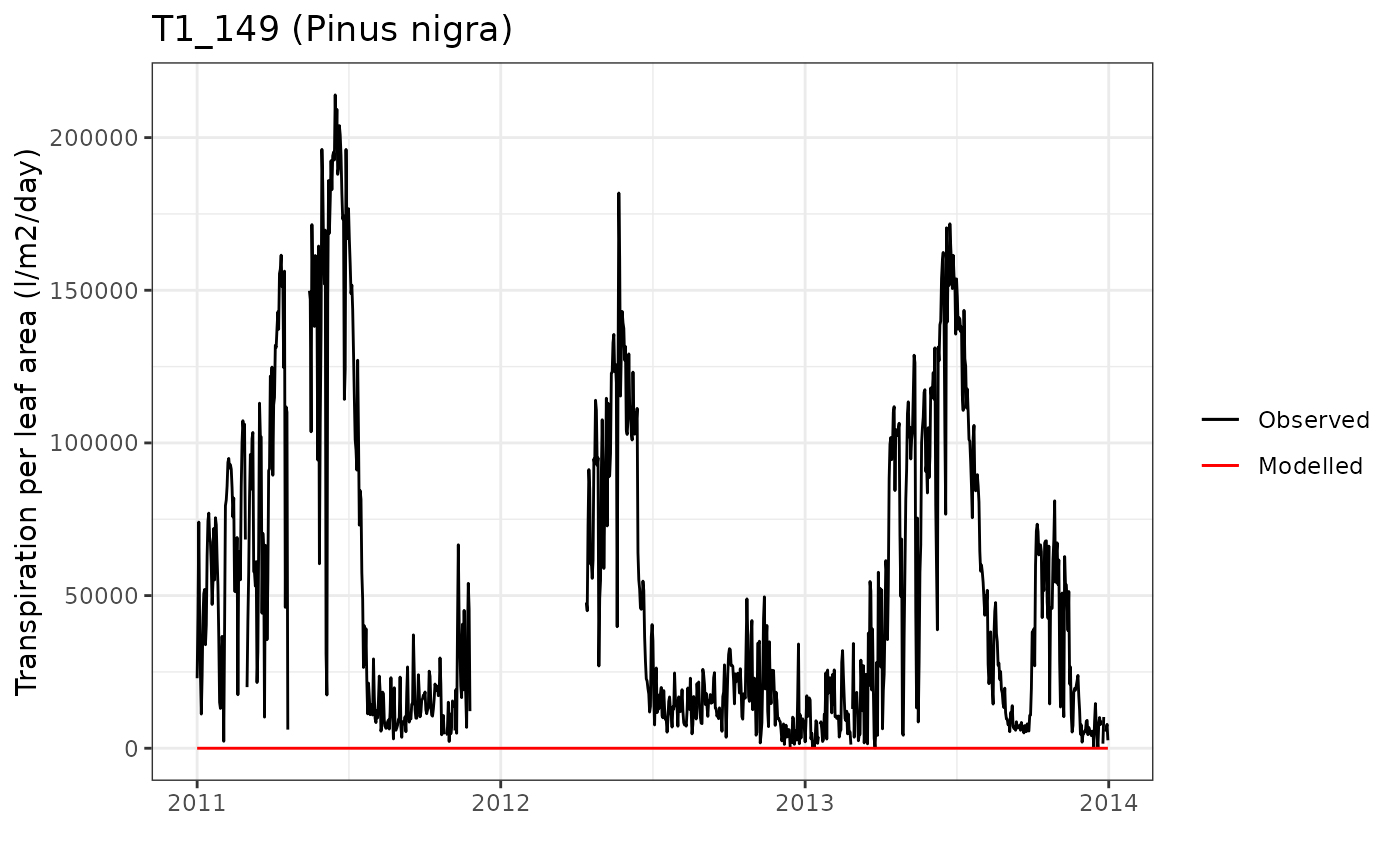 T1_149 (Pinus nigra)
Transpiration per leaf area (l/m2/day)
200000
150000
100000
50000
0
2011
2012
2013
2014
Observed
Modelled